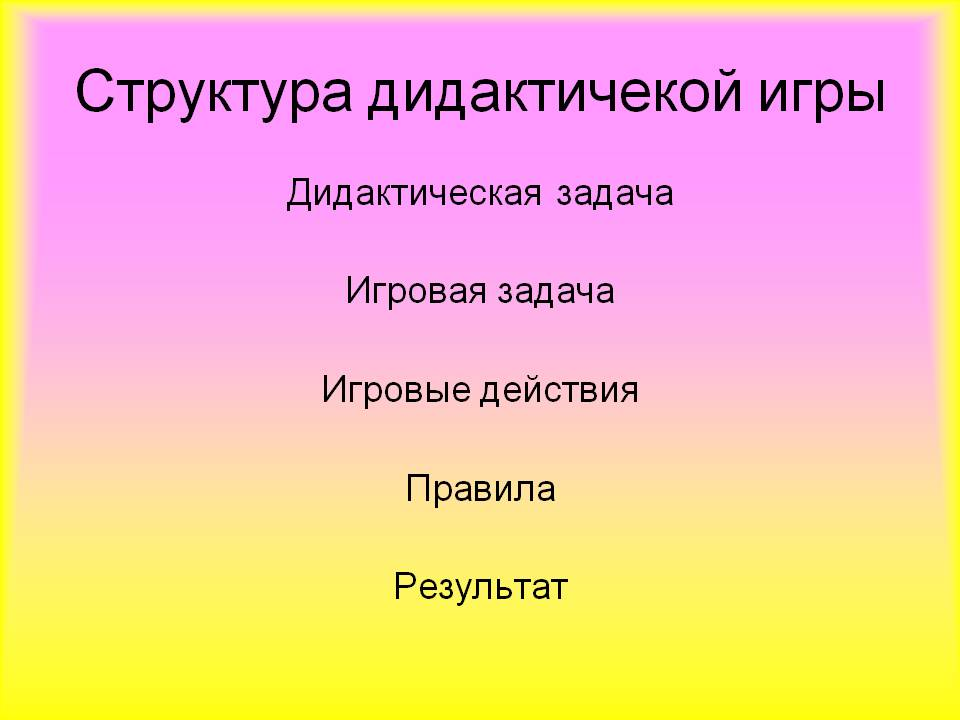 Структура дидактичекой игры
Дидактическая задача
Игровая задача
Игровые действия
Правила
Результат